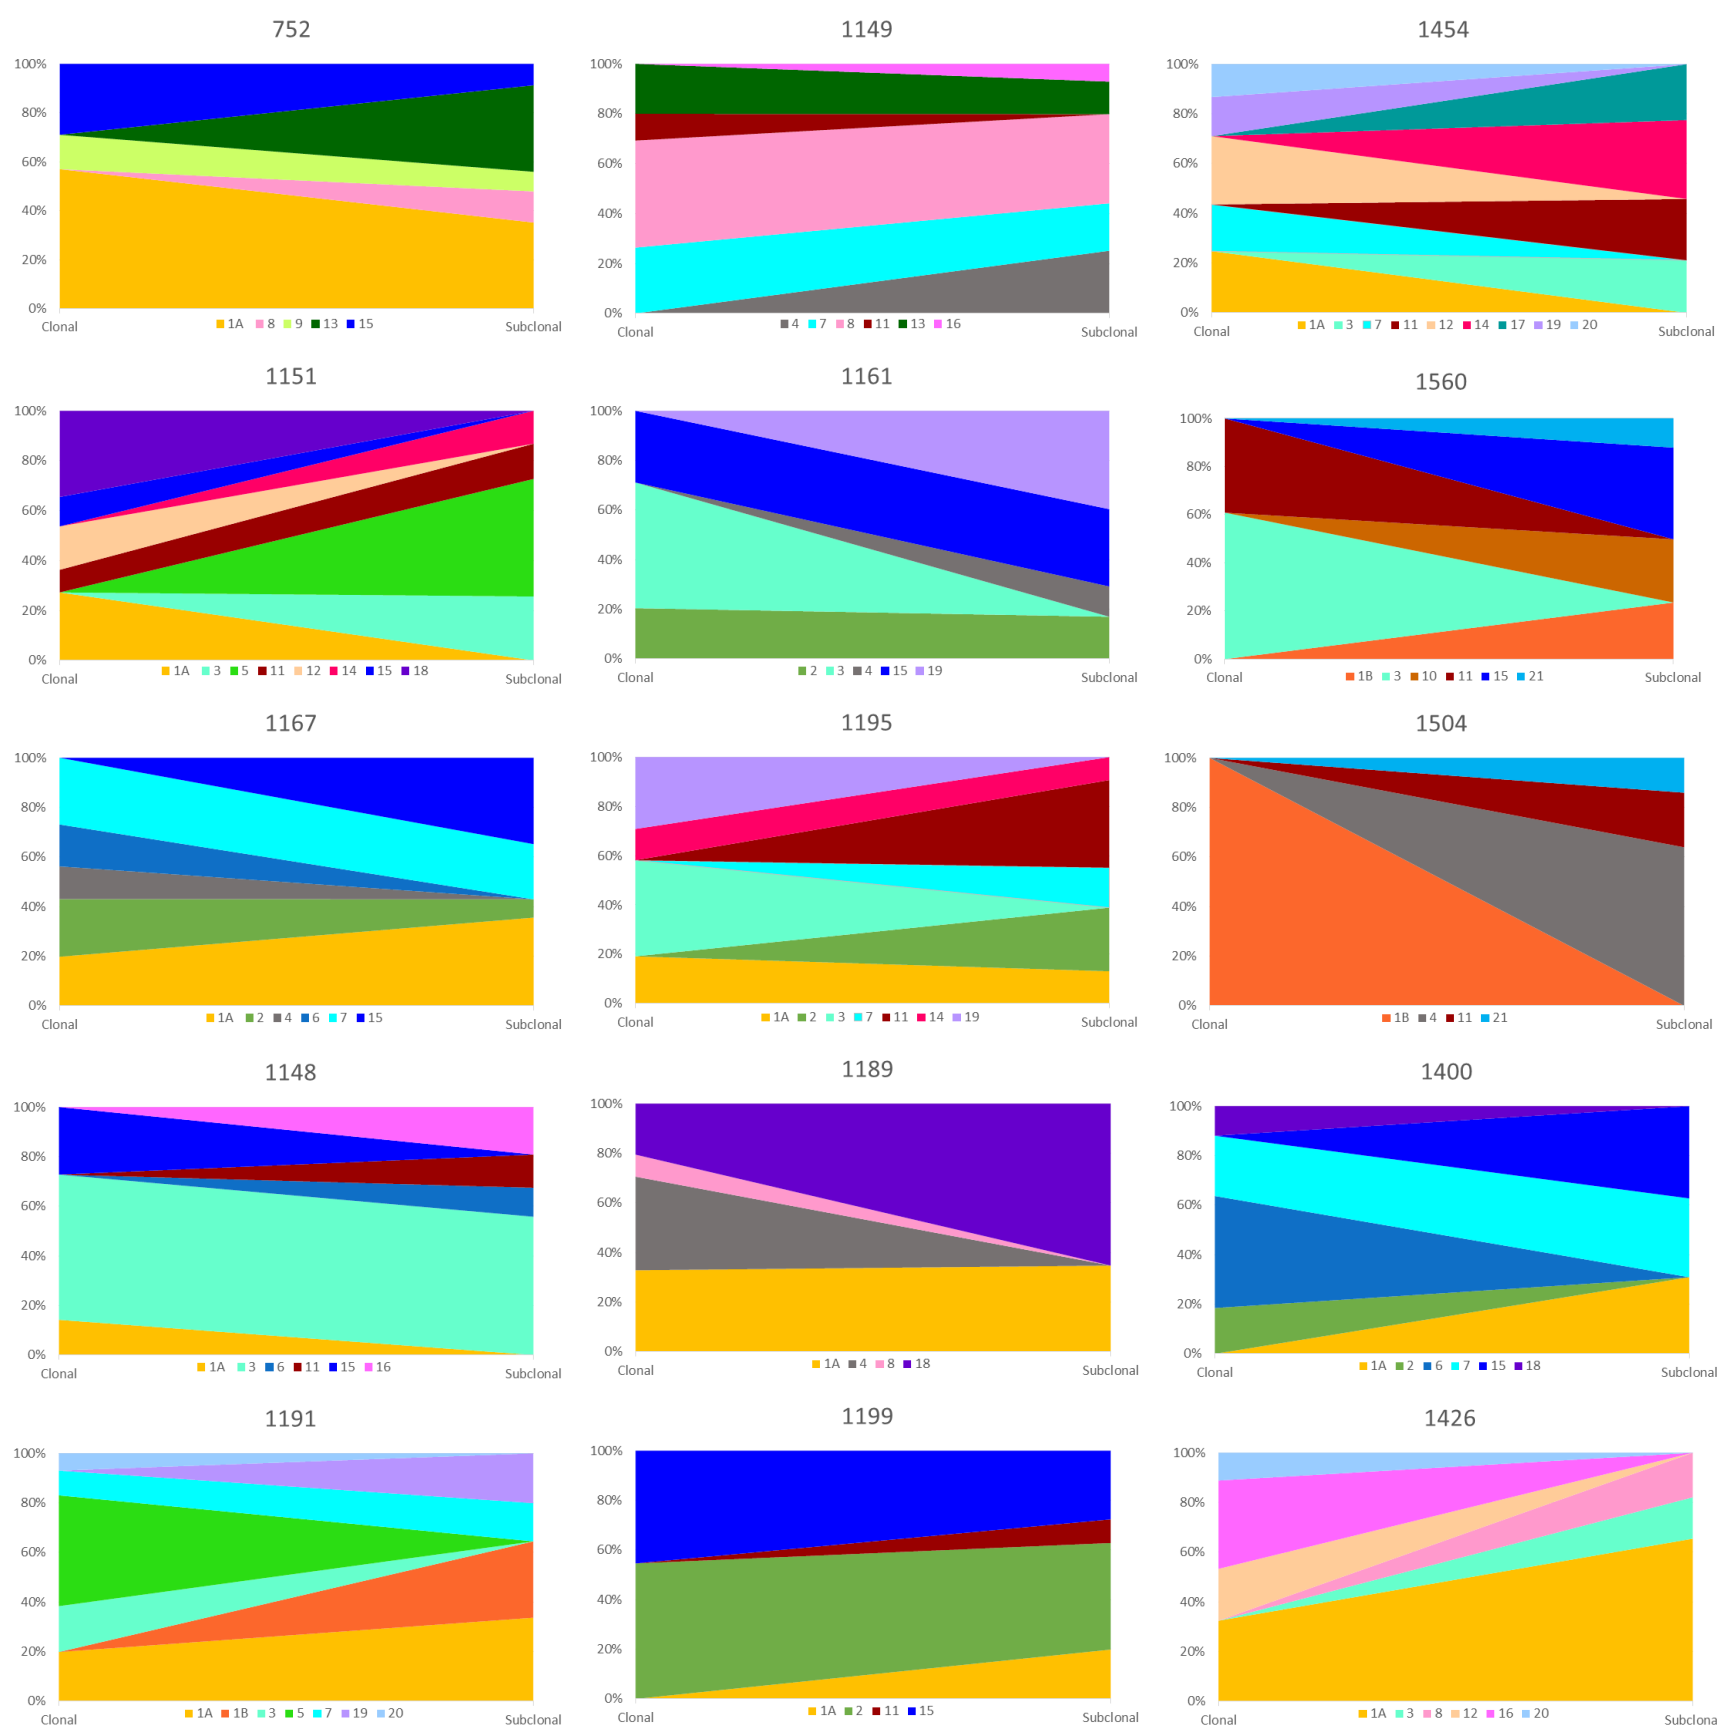 752
100%
80%
60%
40%
20%
0%
Clonal
Subclonal
1A 8 9 13 15
1149
100%
80%
60%
40%
20%
0%
Clonal
Subclonal
4 7 8 11 13 16
1454
100%
80%
60%
40%
20%
0%
Clonal
Subclonal
1A 3 7 11 12 14 17 19 20
1151
100%
80%
60%
40%
20%
0%
Clonal
Subclonal
1A 3 5 11 12 14 15 18
1161
100%
80%
60%
40%
20%
0%
Clonal
Subclonal
2 3 4 15 19
1560
100%
80%
60%
40%
20%
0%
Clonal
Subclonal
1B 3 10 11 15 21
1167
100%
80%
60%
40%
20%
0%
Clonal
Subclonal
1A 2 4 6 7 15
1195
100%
80%
60%
40%
20%
0%
Clonal
Subclonal
1A 2 3 7 11 14 19
1504
100%
80%
60%
40%
20%
0%
Clonal
Subclonal
1B 4 11 21
1148
100%
80%
60%
40%
20%
0%
Clonal
Subclonal
1A 3 6 11 15 16
1189
100%
80%
60%
40%
20%
0%
Clonal
Subclonal
1A 4 8 18
1400
100%
80%
60%
40%
20%
0%
Clonal
Subclonal
1A 2 6 7 15 18
1191
100%
80%
60%
40%
20%
0%
Clonal
Subclonal
1A 1B 3 5 7 19 20
1199
100%
80%
60%
40%
20%
0%
Clonal
Subclonal
1A 2 11 15
1426
100%
80%
60%
40%
20%
0%
Clonal
Subclona
1A 3 8 12 16 20